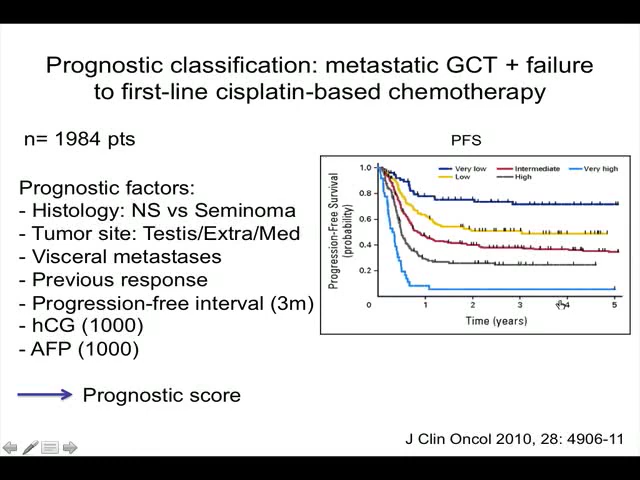 Prognostic classification: metastatic GCT + failure
to first-line cisplatin-based chemotherapy
n= 1984 pts
Prognostic factors:
- Histology: NS vs Seminoma
- Tumor site: Testis/Extra/Med
- Visceral metastases
- Previous response
- Progression-free interval (3m)
- hCG (1000)
- AFP (1000)
Prognostic score
PFS
Very low Intermediate Very high
Low High
Progression-Free Survival
(probability)
1.0
0.8
0.6
0.4
0.2
0 1 2 3 4 5
Time (years)
J Clin Oncol 2010, 28: 4906-11